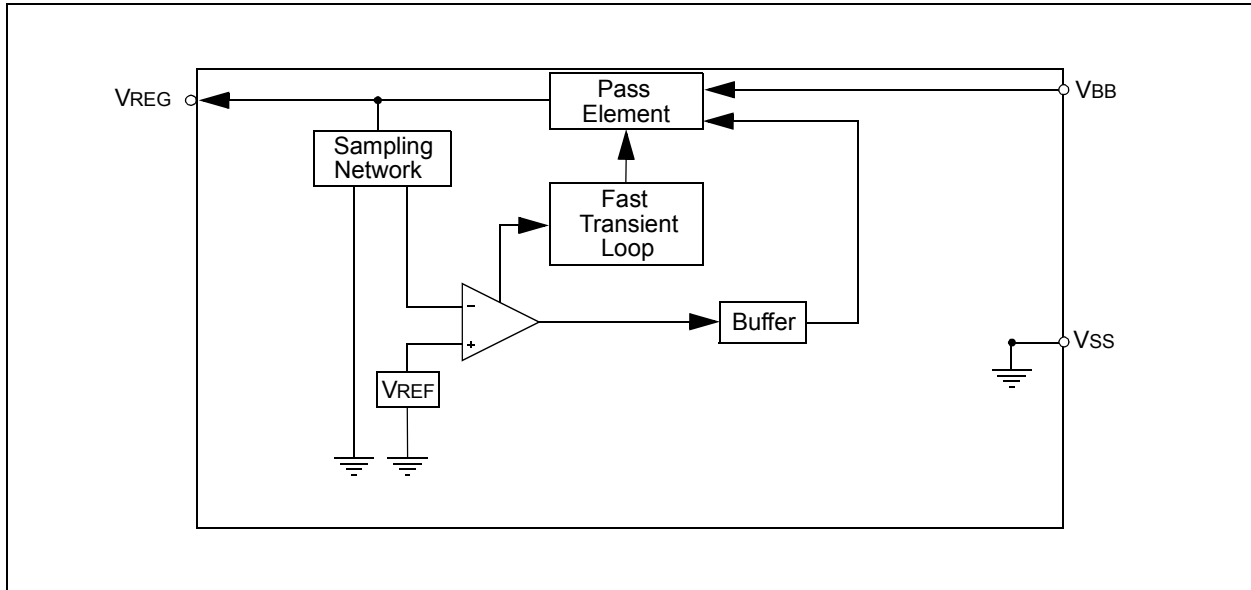 VREG
Pass
Element
VBB
Sampling
Network
Fast
Transient
Loop
−
+
Buffer
VREF
VSS